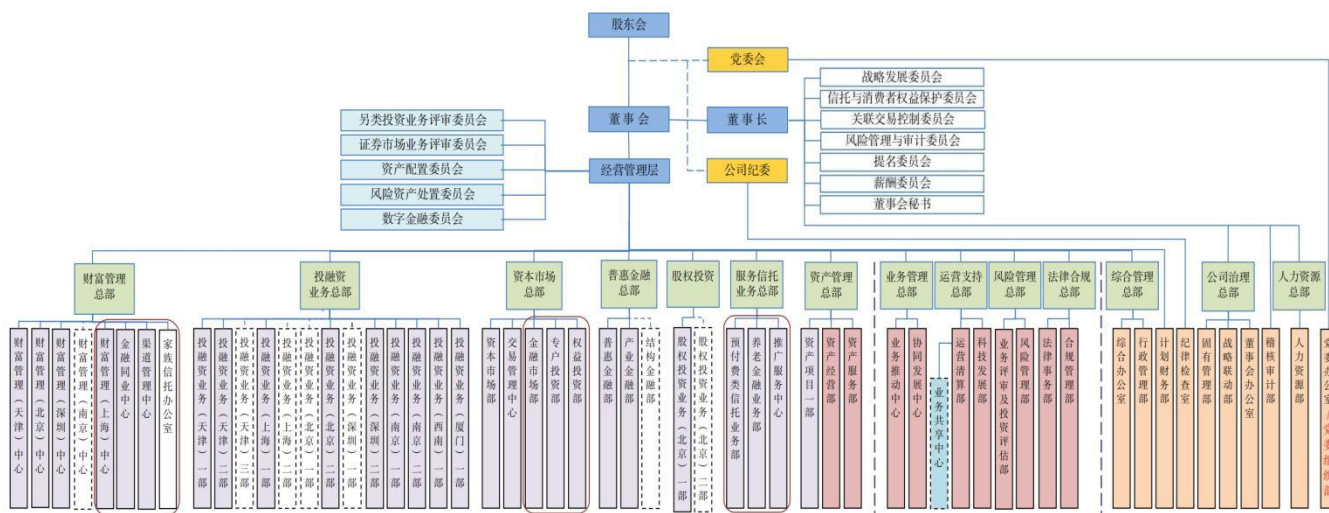 股东会
党委会
战略发展委员会
信托与消费者权益保护委员会
关联交易控制委员会
风险管理与审计委员会
提名委员会
薪酬委员会
董事会秘书
董事会
董事长
另类投资业务评审委员会
证券市场业务评审委员会
资产配置委员会
风险资产处置委员会
数字金融委员会
经营管理层
公司纪委
财富管理
总部
投融资
业务总部
资本市场
总部
普惠金融
总部
股权投资
服务信托
业务总部
资产管理
总部
业务管理
总部
运营支持
总部
风险管理
总部
法律合规
总部
综合管理
总部
公司治理
总部
人力资源
总部
财富管理（天津）中心
财富管理（北京）中心
财富管理（深圳）中心
财富管理（南京）中心
财富管理（上海）中心
金融同业中心
渠道管理中心
家族信托办公室
投融资业务（天津）一部
投融资业务（天津）二部
投融资业务（天津）三部
投融资业务（上海）一部
投融资业务（上海）二部
投融资业务（北京）一部
投融资业务（北京）二部
投融资业务（深圳）一部
投融资业务（深圳）二部
投融资业务（南京）一部
投融资业务（南京）二部
投融资业务（西南）一部
投融资业务（厦门）一部
资本市场部
交易管理中心
金融市场部
专户投资部
权益投资部
普惠金融部
产业金融部
结构金融部
股权投资业务（北京）一部
股权投资业务（北京）二部
预付费类信托业务部
养老金融业务部
推广服务中心
资产项目一部
资产经营部
资产服务部
业务推动中心
协同发展中心
业务共享中心
运营清算部
科技发展部
业务评审及投资评估部
风险管理部
法律事务部
合规管理部
综合办公室
行政管理部
计划财务部
纪律检查室
固有管理部
战略联动部
董事会办公室
稽核审计部
人力资源部
党委办公室/党委组织部